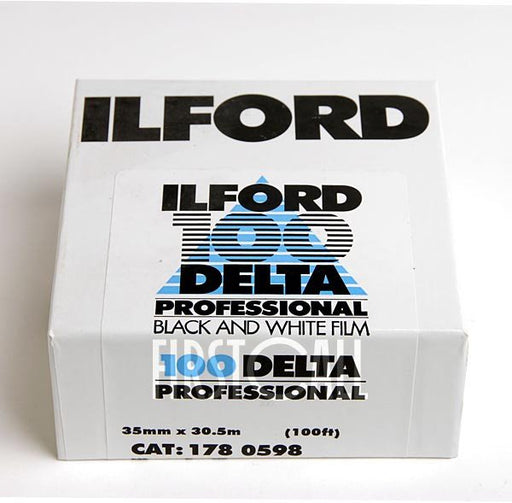 ILFORD
ILFORD
100
DELTA
PROFESSIONAL
BLACK AND WHITE FILM
FIRSTCALL
100 DELTA
PROFESSIONAL
35mm x 30.5m (100ft)
CAT: 178 0598